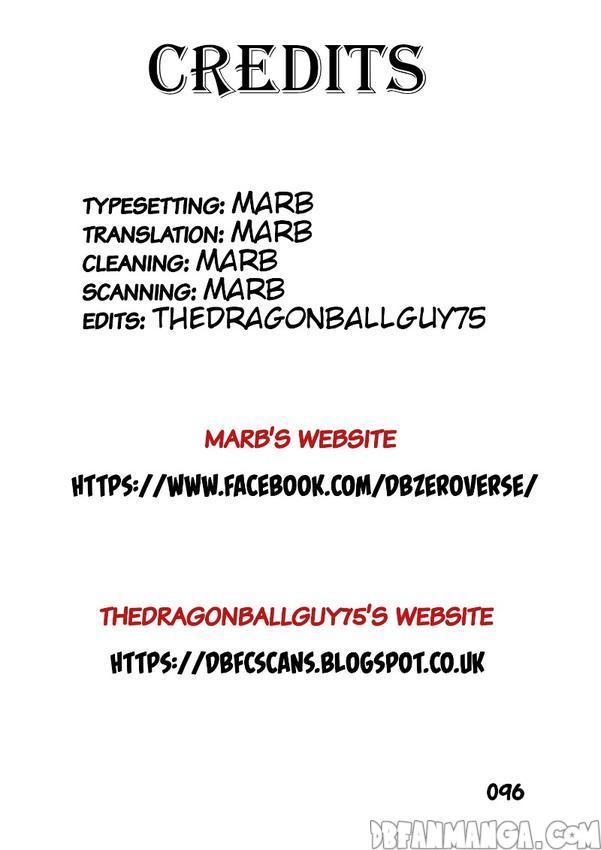 CREDITS
TYPESETTING: MARB
TRANSLATION: MARB
CLEANING: MARB
SCANNING: MARB
EDITS: THEDRAGONBALLGUY75
MARB'S WEBSITE
HTTPS://WWW.FACEBOOK.COM/DBZEROVERSE/
THEDRAGONBALLGUY75'S WEBSITE
HTTPS://DBFCSCANS.BLOGSPOT.CO.UK
096
DBFANMANGA.COM